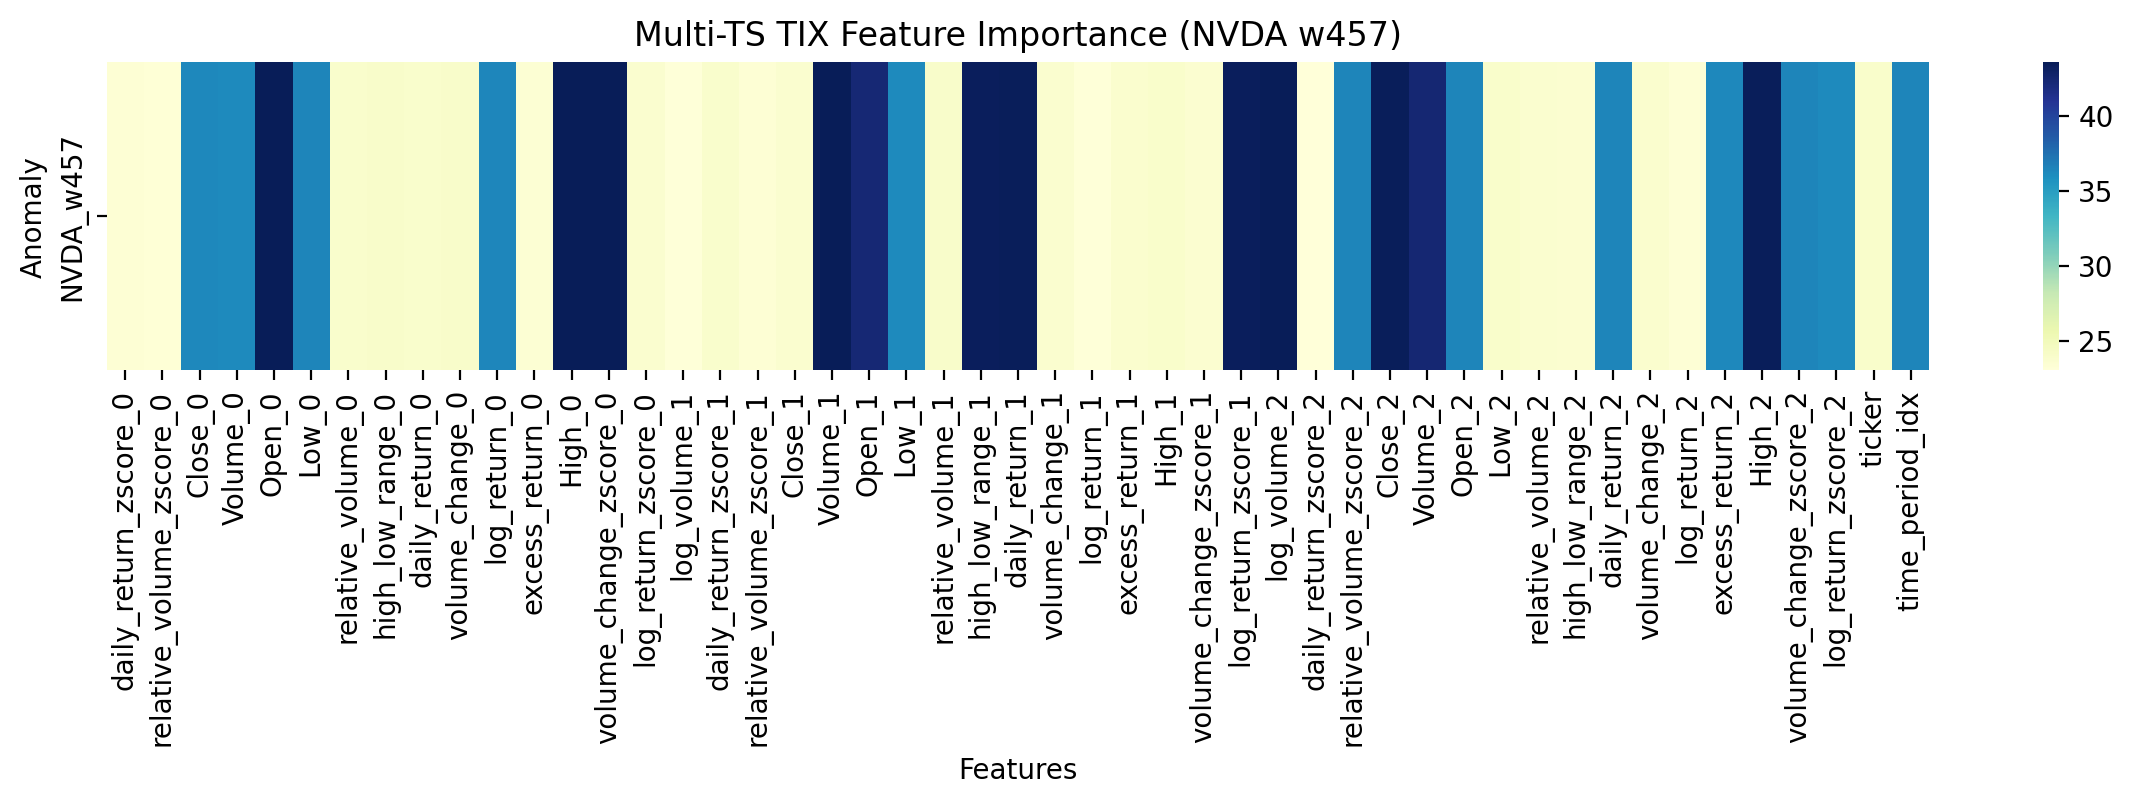 Multi-TS TIX Feature Importance (NVDA w457)
Anomaly
NVDA_w457
40
35
30
25
daily_return_zscore_0
relative_volume_zscore_0
Close_0
Volume_0
Open_0
Low_0
relative_volume_0
high_low_range_0
daily_return_0
volume_change_0
log_return_0
excess_return_0
High_0
volume_change_zscore_0
log_return_zscore_0
log_volume_1
daily_return_zscore_1
relative_volume_zscore_1
Close_1
Volume_1
Open_1
Low_1
relative_volume_1
high_low_range_1
daily_return_1
volume_change_1
log_return_1
excess_return_1
High_1
volume_change_zscore_1
log_return_zscore_1
log_volume_2
daily_return_zscore_2
relative_volume_zscore_2
Close_2
Volume_2
Open_2
Low_2
relative_volume_2
high_low_range_2
daily_return_2
volume_change_2
log_return_2
excess_return_2
High_2
volume_change_zscore_2
log_return_zscore_2
ticker
time_period_idx
Features